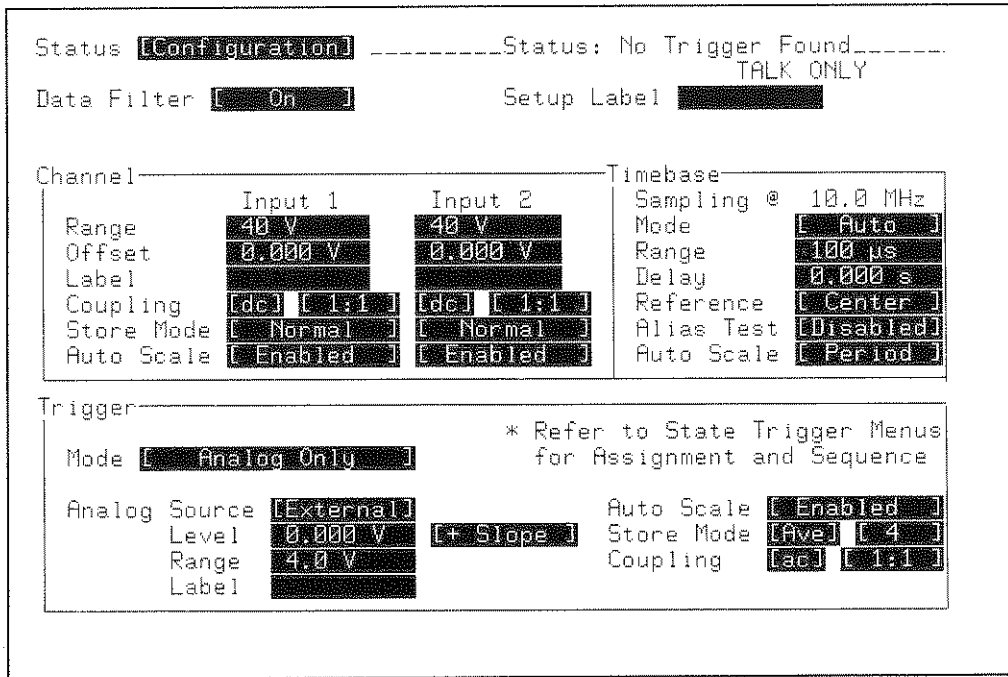 Status [Configuration] _________Status: No Trigger Found______
TALK ONLY
Data Filter [ On ] Setup Label
Channel Timebase
Input 1 Input 2 Sampling @ 10.0 MHz
Range 40 V 40 V Mode [ Auto ]
Offset 0.000 V 0.000 V Range 100 µs
Label Delay 0.000 s
Coupling [dc] [ 1:1 ] [dc] [ 1:1 ] Reference [ Center ]
Store Mode [ Normal ] [ Normal ] Alias Test [Disabled]
Auto Scale [ Enabled ] [ Enabled ] Auto Scale [ Period ]
Trigger
* Refer to State Trigger Menus
Mode [ Analog Only ] for Assignment and Sequence
Analog Source [External] Auto Scale [ Enabled ]
Level 0.000 V [+ Slope ] Store Mode [Ave] [ 4 ]
Range 4.0 V Coupling [ac] [ 1:1 ]
Label